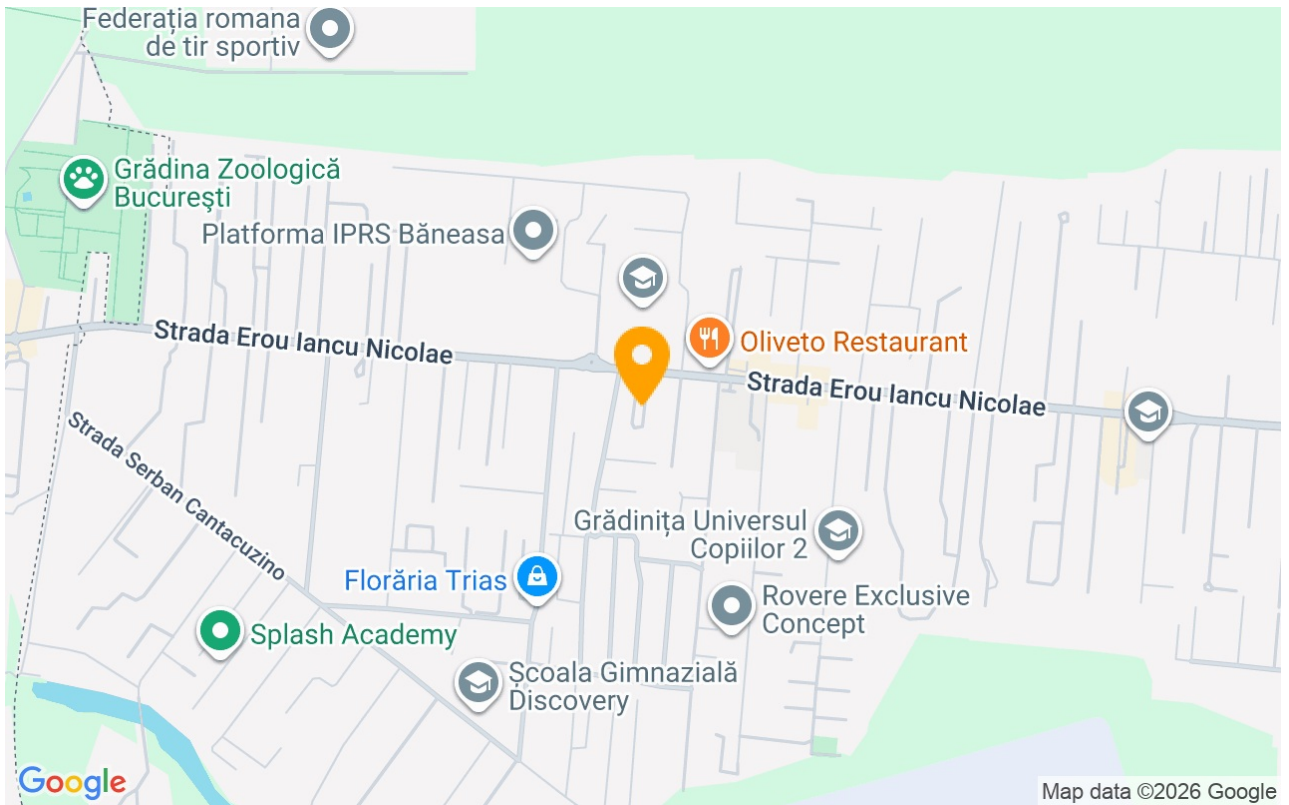 Federația romana
de tir sportiv
Grădina Zoologică
București
Platforma IPRS Băneasa
Strada Erou Iancu Nicolae
Oliveto Restaurant
Strada Erou Iancu Nicolae
Strada Serban Cantacuzino
Grădinița Universul
Copiilor 2
Florăria Trias
Rovere Exclusive
Concept
Splash Academy
Școala Gimnazială
Discovery
Google
Map data ©2026 Google